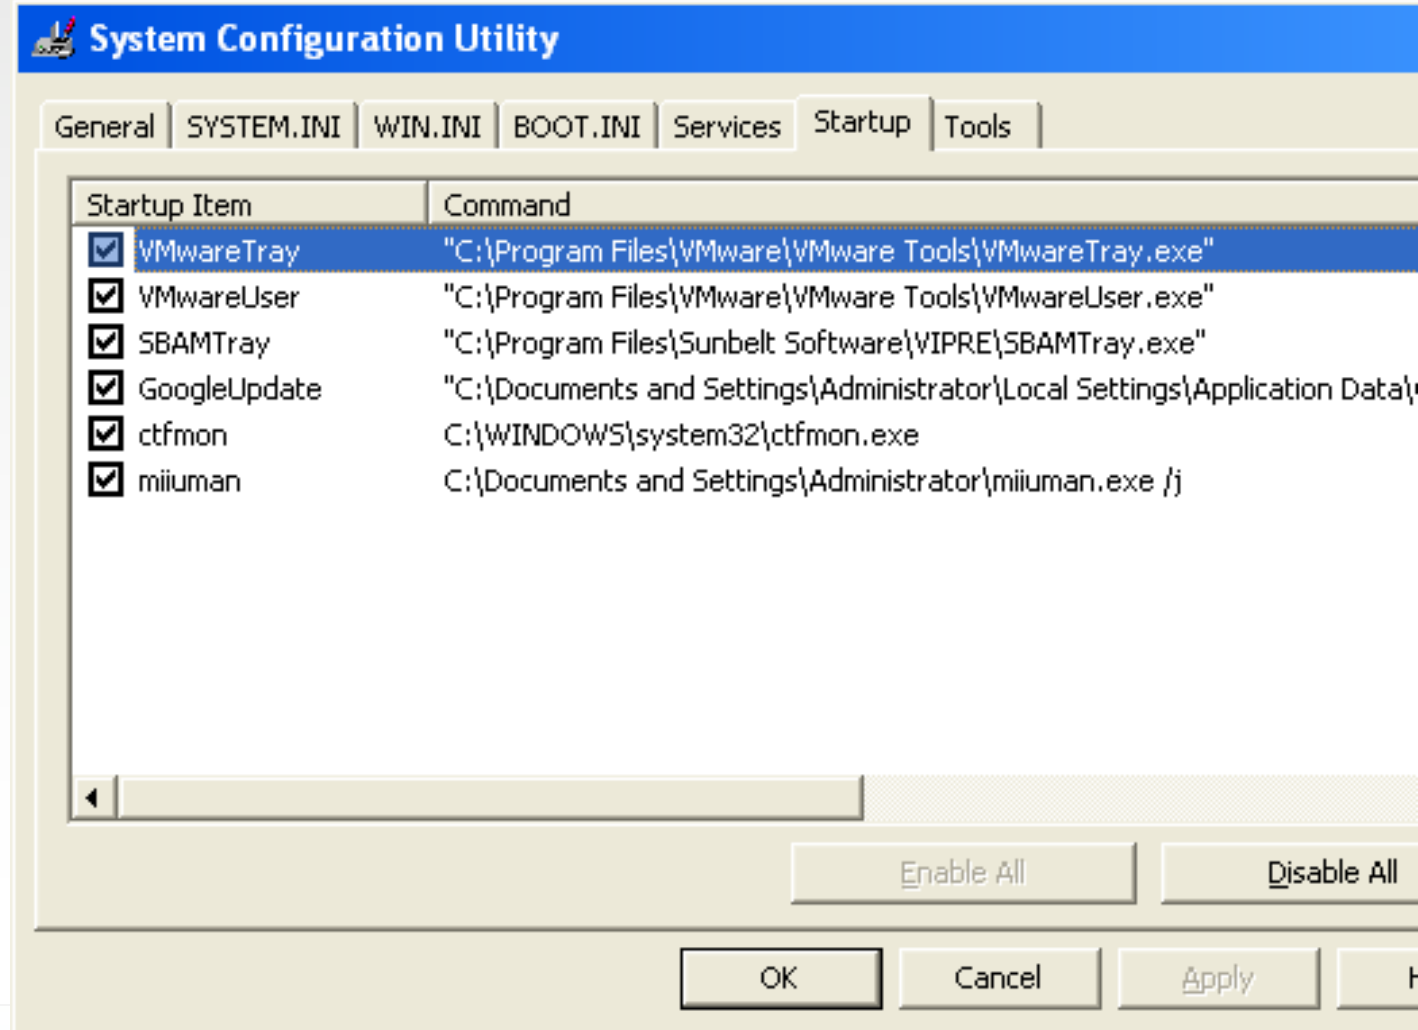 System Configuration Utility
General SYSTEM.INI WIN.INI BOOT.INI Services Startup Tools
Startup Item Command
VMwareTray "C:\Program Files\VMware\VMware Tools\VMwareTray.exe"
VMwareUser "C:\Program Files\VMware\VMware Tools\VMwareUser.exe"
SBAMTray "C:\Program Files\Sunbelt Software\VIPRE\SBAMTray.exe"
GoogleUpdate "C:\Documents and Settings\Administrator\Local Settings\Application Data\
ctfmon C:\WINDOWS\system32\ctfmon.exe
miiuman C:\Documents and Settings\Administrator\miiuman.exe /j
Enable All Disable All
OK Cancel Apply